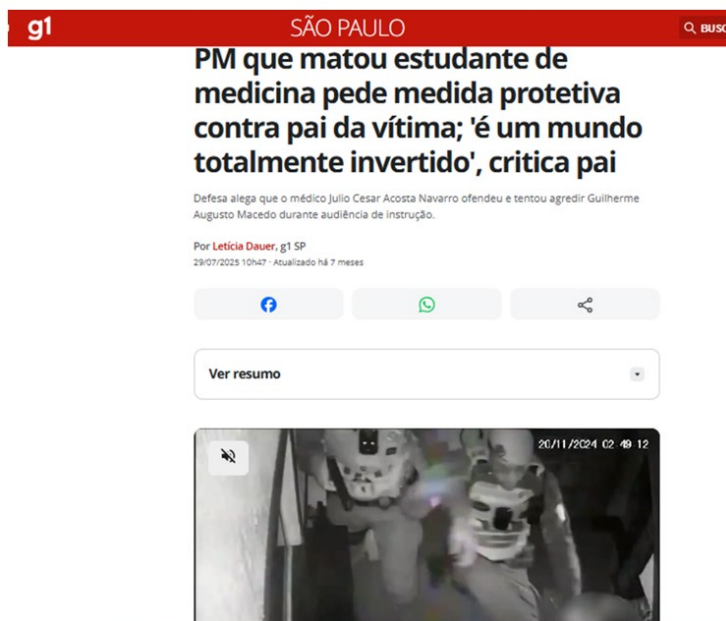 g1
SÃO PAULO
BUSC
PM que matou estudante de
medicina pede medida protetiva
contra pai da vítima; 'é um mundo
totalmente invertido', critica pai
Defesa alega que o médico Julio Cesar Acosta Navarro ofendeu e tentou agredir Guilherme
Augusto Macedo durante audiência de instrução.
Por Letícia Dauer, g1 SP
29/07/2025 10h47 · Atualizado há 7 meses
Ver resumo
20/11/2024 02 49 12